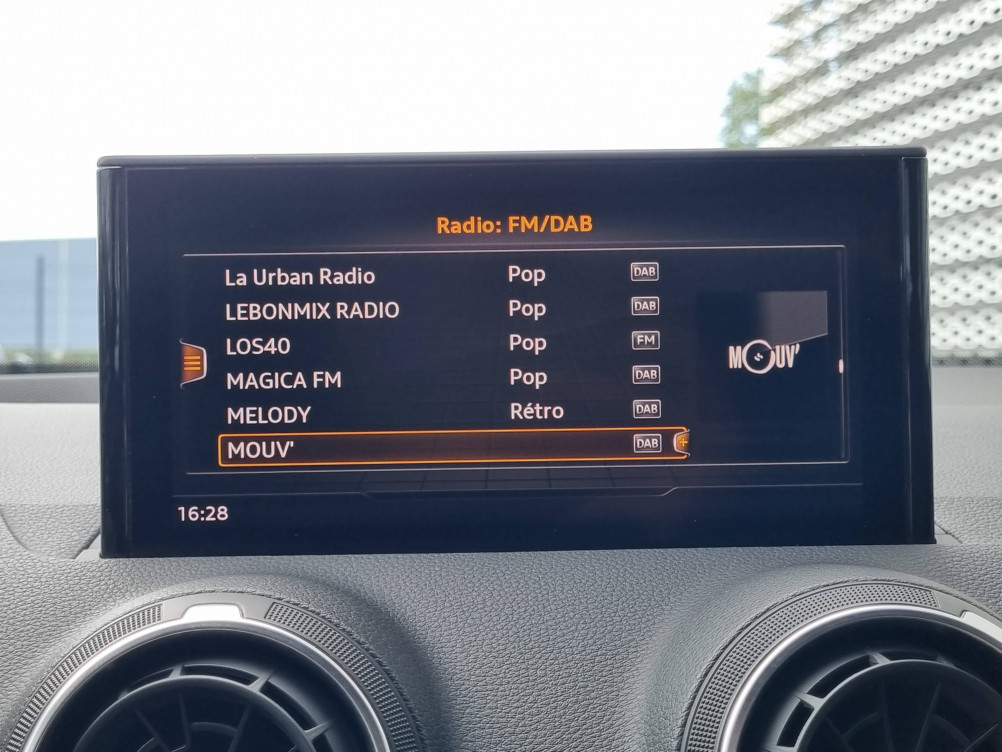 Radio: FM/DAB
La Urban Radio Pop DAB
LEBONMIX RADIO Pop DAB
LOS40 Pop FM
MAGICA FM Pop DAB
MELODY Rétro DAB
MOUV' DAB
MOUV'
16:28